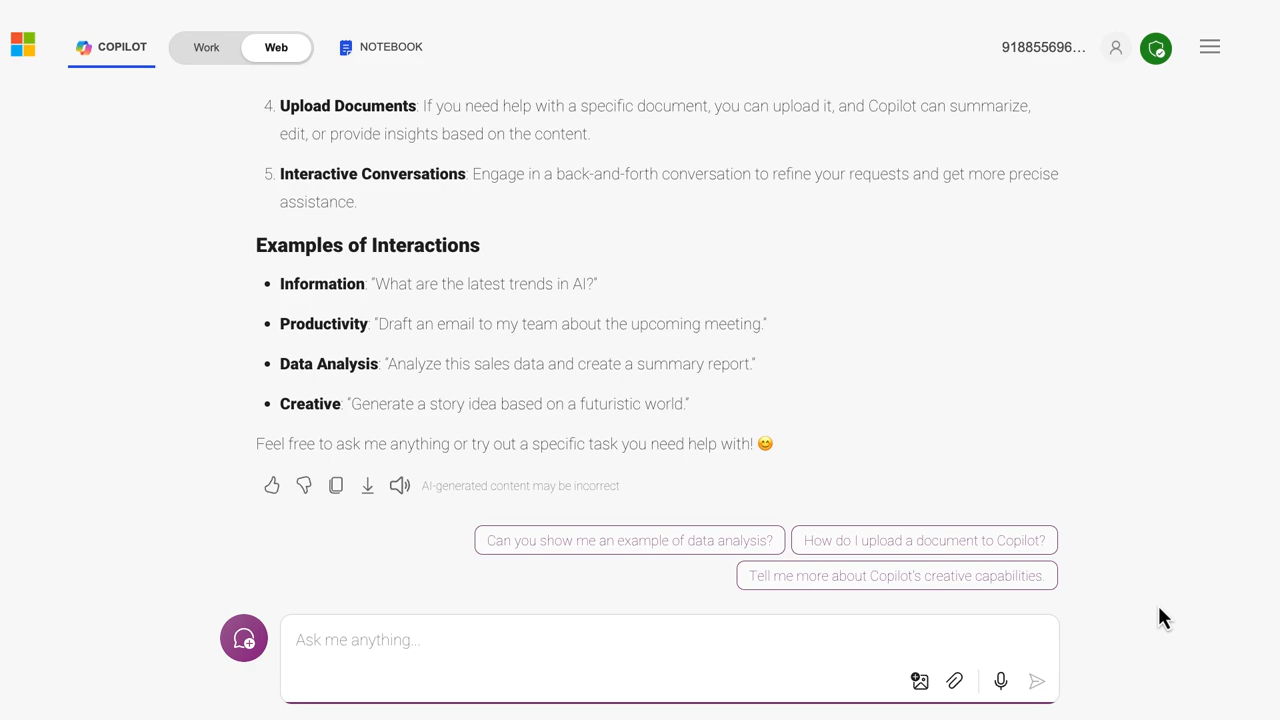 COPILOT Work Web NOTEBOOK 918855696...
4. Upload Documents: If you need help with a specific document, you can upload it, and Copilot can summarize,
edit, or provide insights based on the content.
5. Interactive Conversations: Engage in a back-and-forth conversation to refine your requests and get more precise
assistance.
Examples of Interactions
• Information: "What are the latest trends in AI?"
• Productivity: "Draft an email to my team about the upcoming meeting."
• Data Analysis: "Analyze this sales data and create a summary report."
• Creative: "Generate a story idea based on a futuristic world."
Feel free to ask me anything or try out a specific task you need help with! 😊
AI-generated content may be incorrect
Can you show me an example of data analysis? How do I upload a document to Copilot?
Tell me more about Copilot's creative capabilities.
Ask me anything...